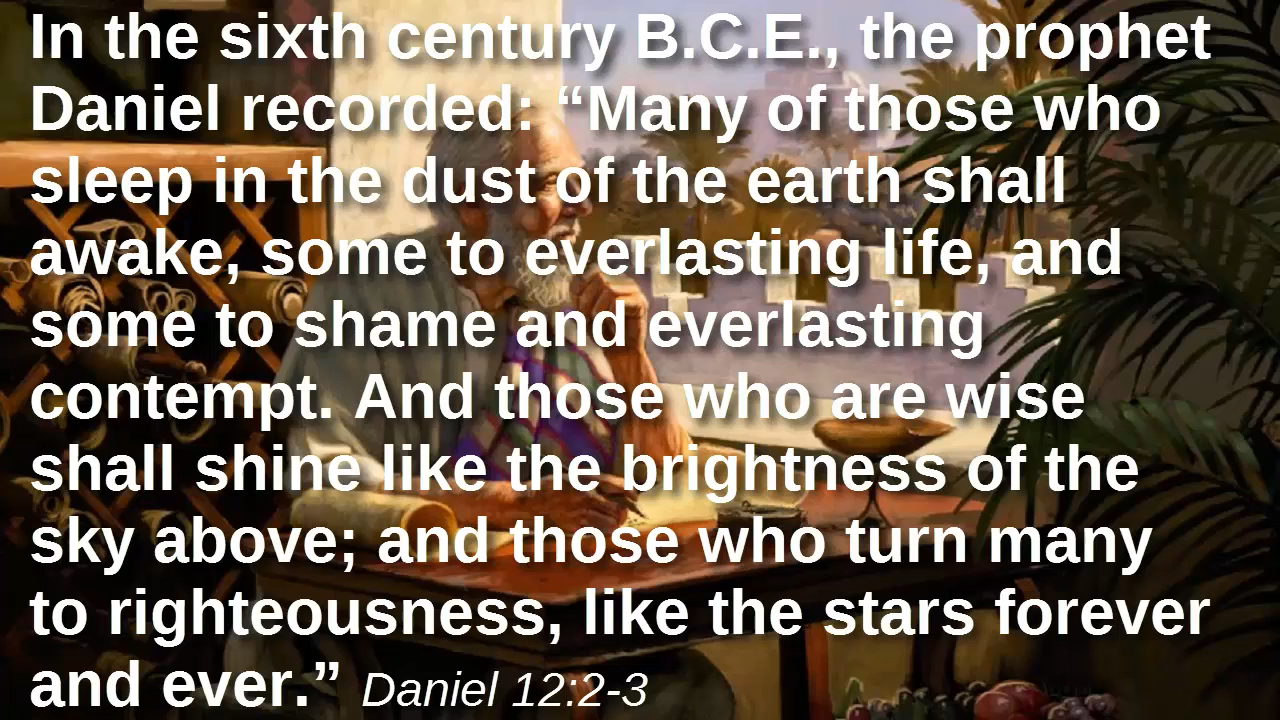 In the sixth century B.C.E., the prophet
Daniel recorded: “Many of those who
sleep in the dust of the earth shall
awake, some to everlasting life, and
some to shame and everlasting
contempt. And those who are wise
shall shine like the brightness of the
sky above; and those who turn many
to righteousness, like the stars forever
and ever.” Daniel 12:2-3